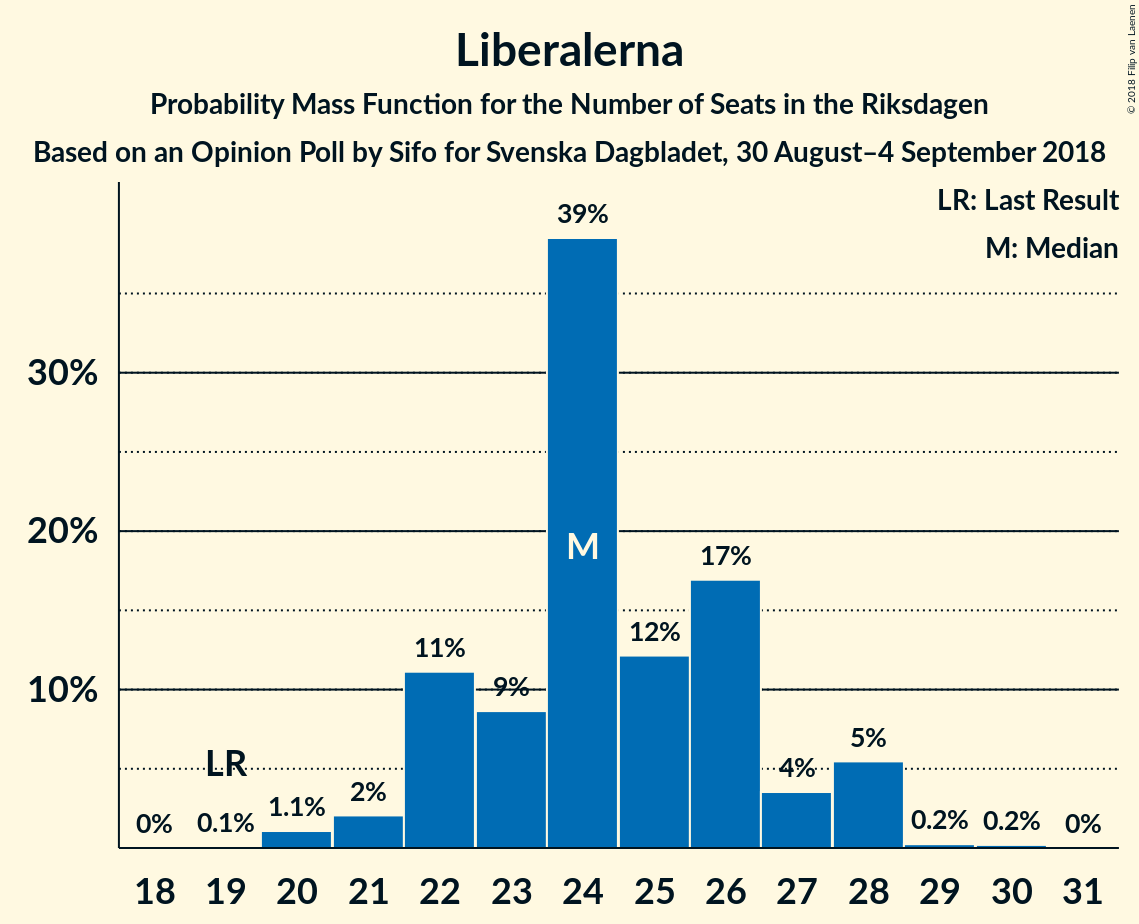 Liberalerna
Probability Mass Function for the Number of Seats in the Riksdagen
Based on an Opinion Poll by Sifo for Svenska Dagbladet, 30 August–4 September 2018
© 2018 Filip van Laenen
LR: Last Result
M: Median
30%
20%
10%
0%
0.1%
1.1%
2%
11%
9%
39%
12%
17%
4%
5%
0.2%
0.2%
0%
LR
M
18 19 20 21 22 23 24 25 26 27 28 29 30 31